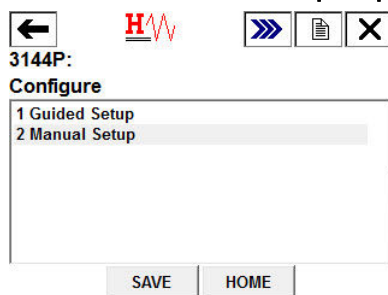 H
3144P:
Configure
1 Guided Setup
2 Manual Setup
SAVE HOME